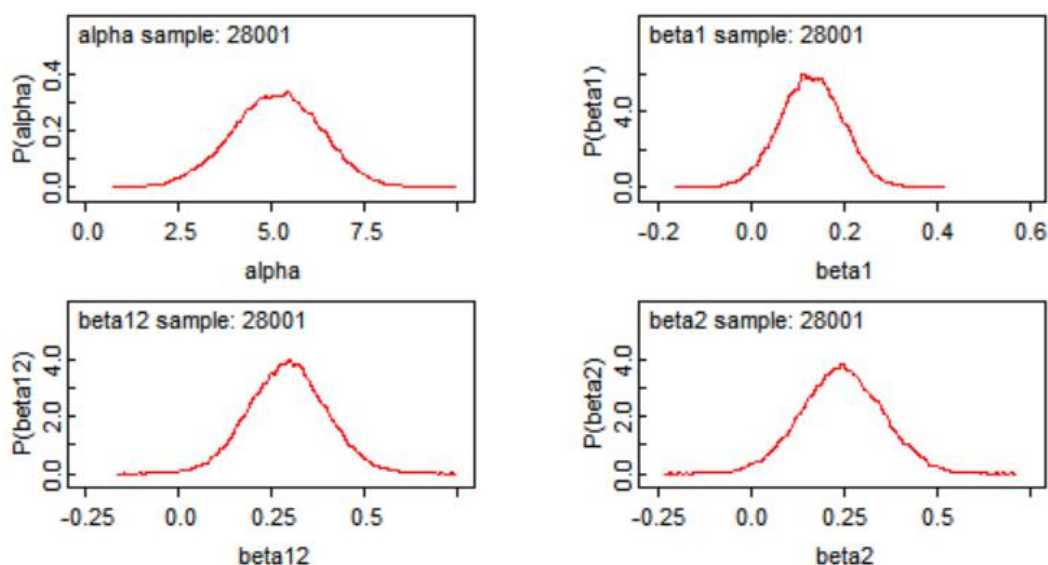 alpha sample: 28001
P(alpha)
0.0 0.2 0.4
0.0 2.5 5.0 7.5
alpha
beta1 sample: 28001
P(beta1)
0.0 4.0
-0.2 0.0 0.2 0.4 0.6
beta1
beta12 sample: 28001
P(beta12)
0.0 2.0 4.0
-0.25 0.0 0.25 0.5
beta12
beta2 sample: 28001
P(beta2)
0.0 2.0 4.0
-0.25 0.0 0.25 0.5
beta2